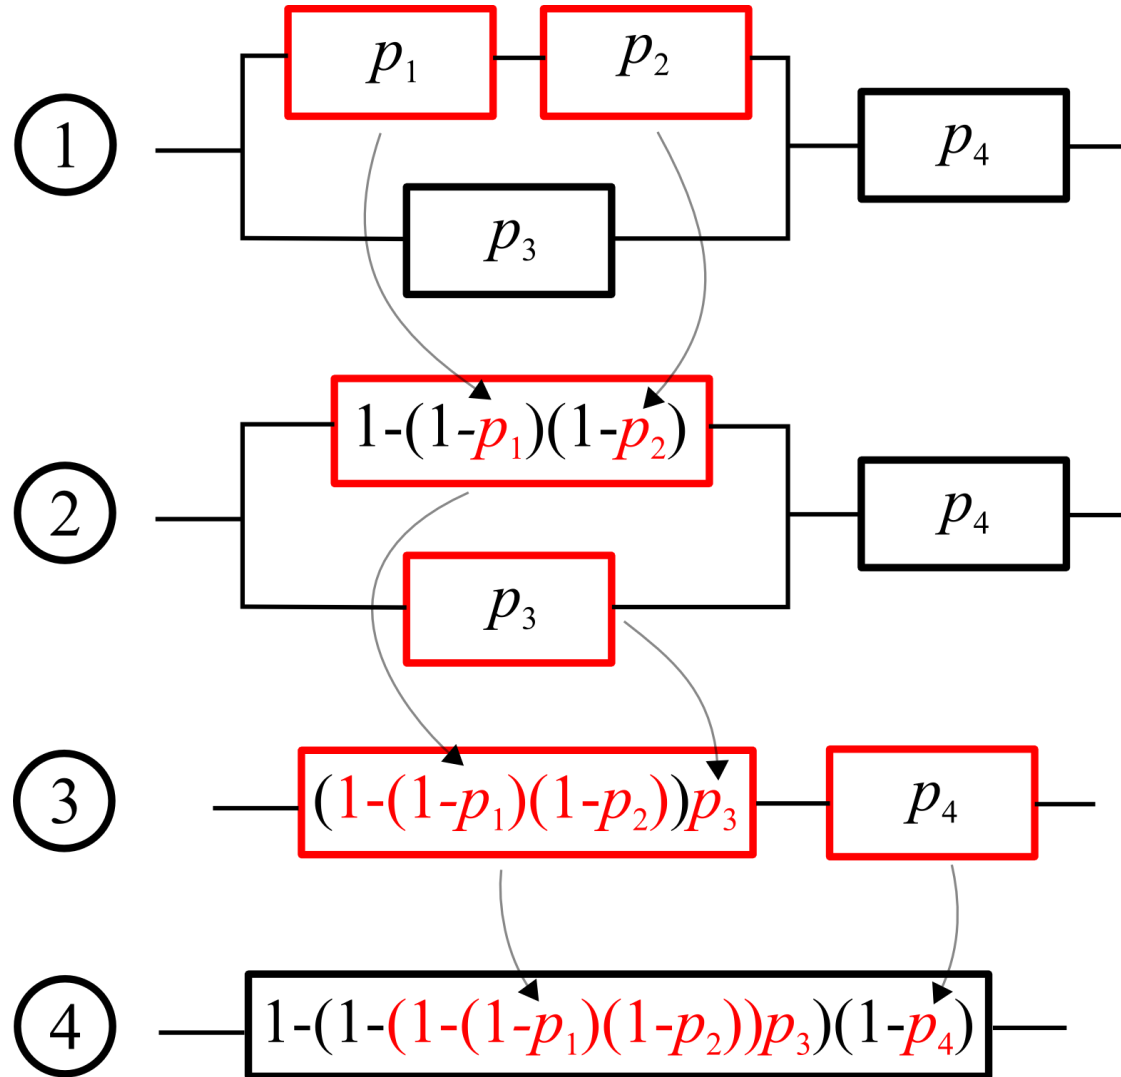 p₁ p₂
1 p₄
p₃
1-(1-p₁)(1-p₂)
2 p₄
p₃
3 (1-(1-p₁)(1-p₂))p₃ p₄
4 1-(1-(1-(1-p₁)(1-p₂))p₃)(1-p₄)